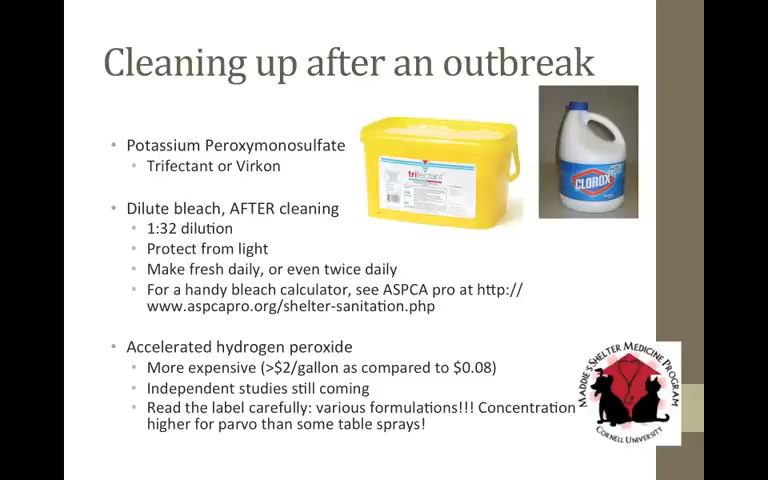 Cleaning up after an outbreak
• Potassium Peroxymonosulfate
• Trifectant or Virkon
trifectant
CLOROX
• Dilute bleach, AFTER cleaning
• 1:32 dilution
• Protect from light
• Make fresh daily, or even twice daily
• For a handy bleach calculator, see ASPCA pro at http://
www.aspcapro.org/shelter-sanitation.php
• Accelerated hydrogen peroxide
• More expensive (>$2/gallon as compared to $0.08)
• Independent studies still coming
• Read the label carefully: various formulations!!! Concentration
higher for parvo than some table sprays!
MADDIE'S SHELTER MEDICINE PROGRAM
CORNELL UNIVERSITY